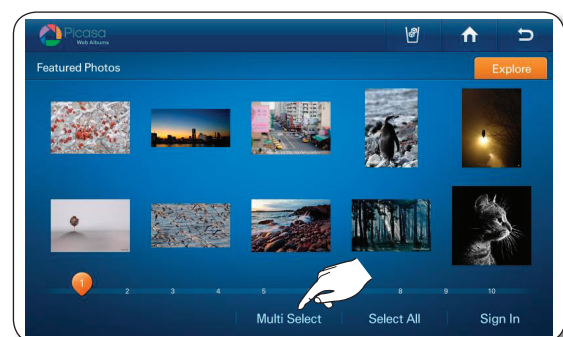 Picasa
Web Albums
Featured Photos
Explore
1 2 3 4 5 8 9 10
Multi Select
Select All
Sign In